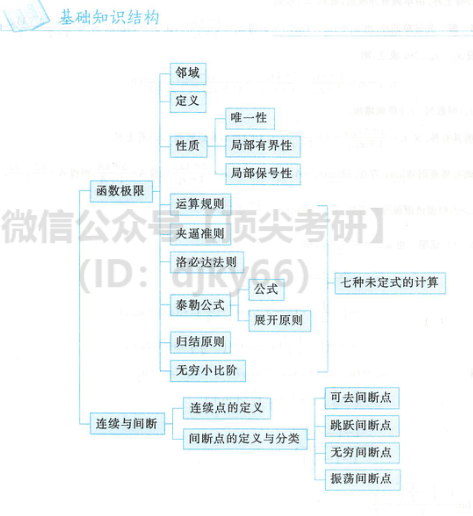 基础知识结构
邻域
定义
唯一性
性质
局部有界性
局部保号性
函数极限
运算规则
微信公众号【顶尖考研】
夹逼准则
洛必达法则
(ID: djky66)
七种未定式的计算
公式
泰勒公式
展开原则
归结原则
无穷小比阶
可去间断点
连续点的定义
连续与间断
跳跃间断点
间断点的定义与分类
无穷间断点
振荡间断点